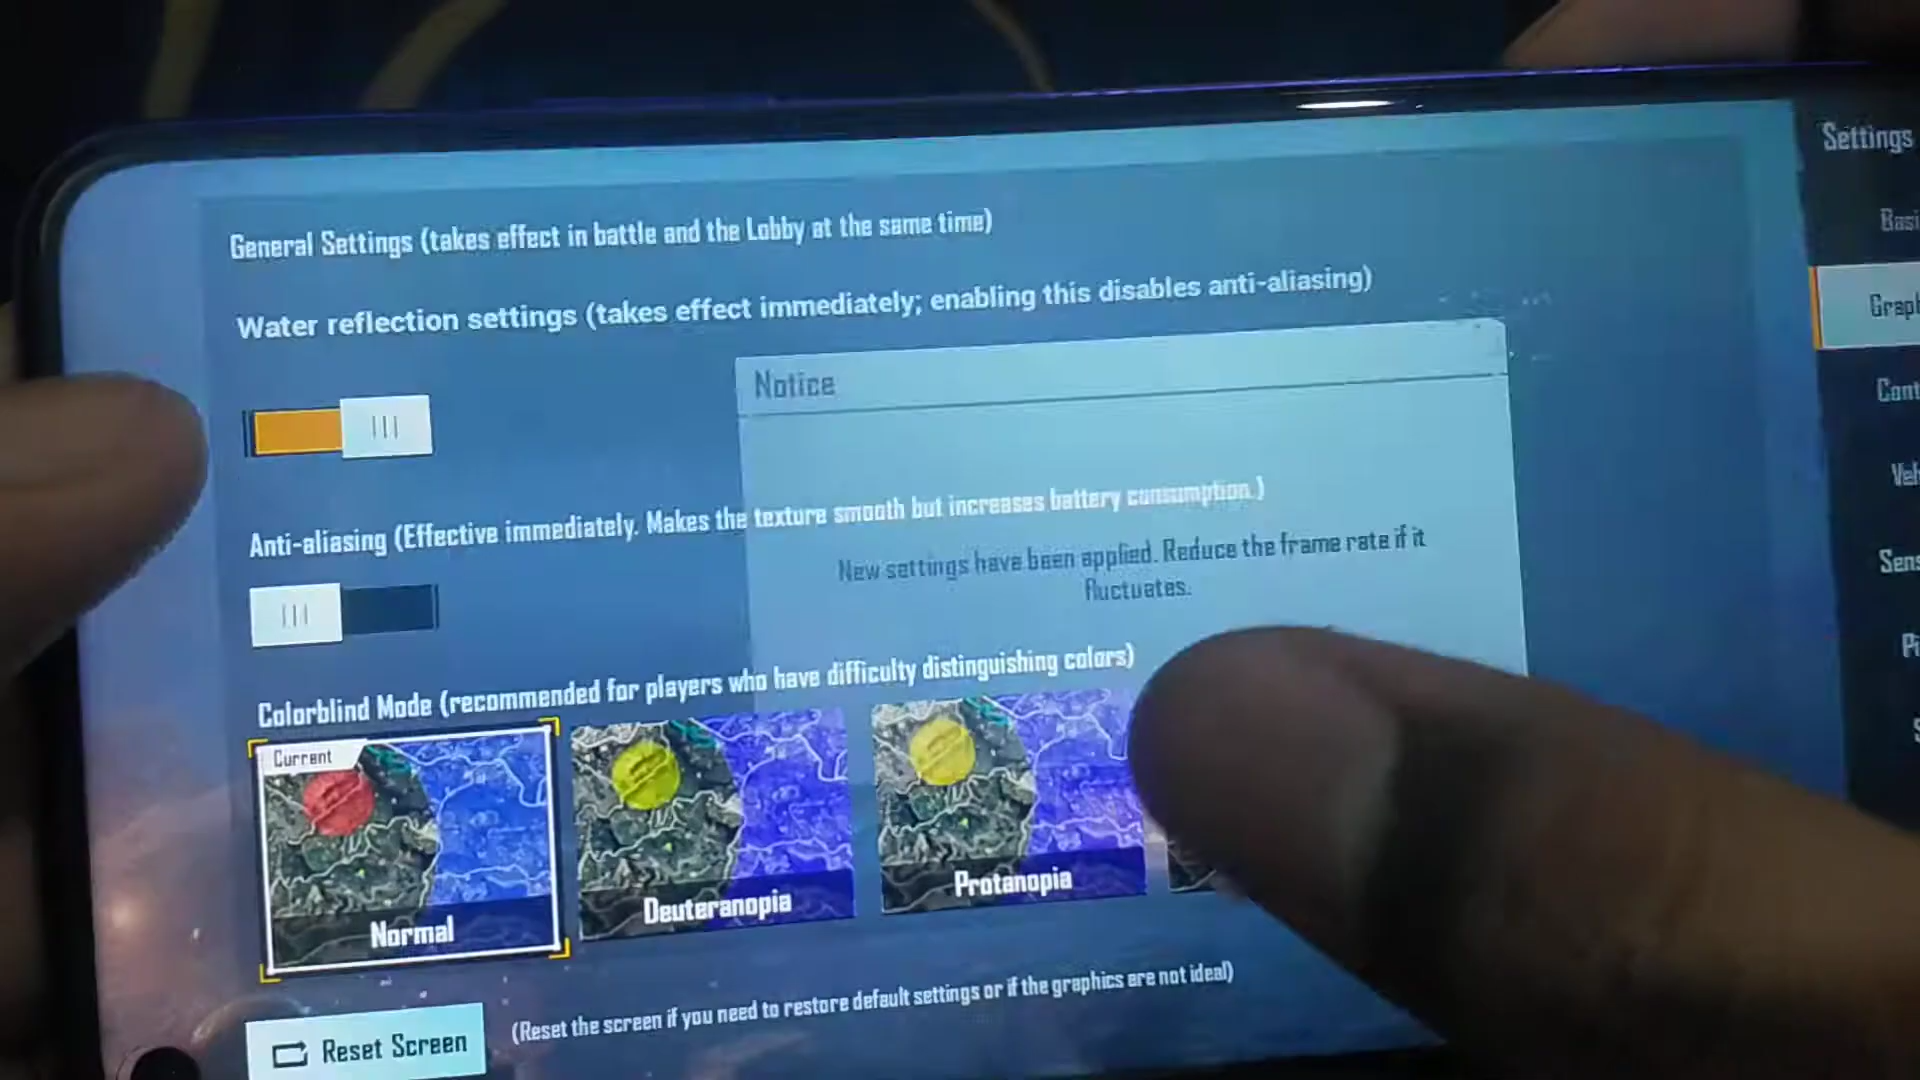 General Settings (takes effect in battle and the Lobby at the same time)
Water reflection settings (takes effect immediately; enabling this disables anti-aliasing)
Notice
Anti-aliasing (Effective immediately. Makes the texture smooth but increases battery consumption.)
New settings have been applied. Reduce the frame rate if it
fluctuates.
Colorblind Mode (recommended for players who have difficulty distinguishing colors)
Current
Normal
Deuteranopia
Protanopia
Reset Screen
(Reset the screen if you need to restore default settings or if the graphics are not ideal)
Settings